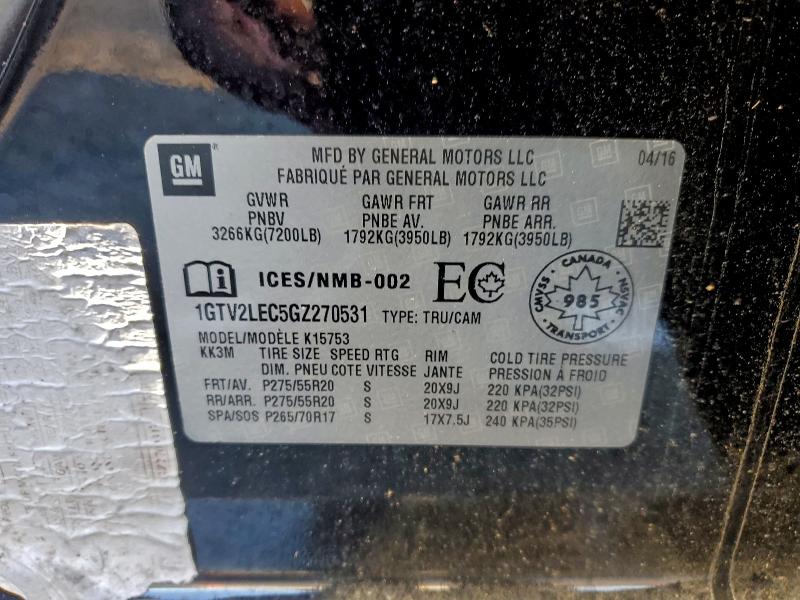 GM
MFD BY GENERAL MOTORS LLC 04/16
FABRIQUÉ PAR GENERAL MOTORS LLC
GVWR GAWR FRT GAWR RR
PNBV PNBE AV. PNBE ARR.
3266KG(7200LB) 1792KG(3950LB) 1792KG(3950LB)
ICES/NMB-002 EC
CANADA CMVSS 985 NSVAC TRANSPORT
1GTV2LEC5GZ270531 TYPE: TRU/CAM
MODEL/MODÈLE K15753
KK3M TIRE SIZE SPEED RTG RIM COLD TIRE PRESSURE
DIM. PNEU COTE VITESSE JANTE PRESSION À FROID
FRT/AV. P275/55R20 S 20X9J 220 KPA(32PSI)
RR/ARR. P275/55R20 S 20X9J 220 KPA(32PSI)
SPA/SOS P265/70R17 S 17X7.5J 240 KPA(35PSI)